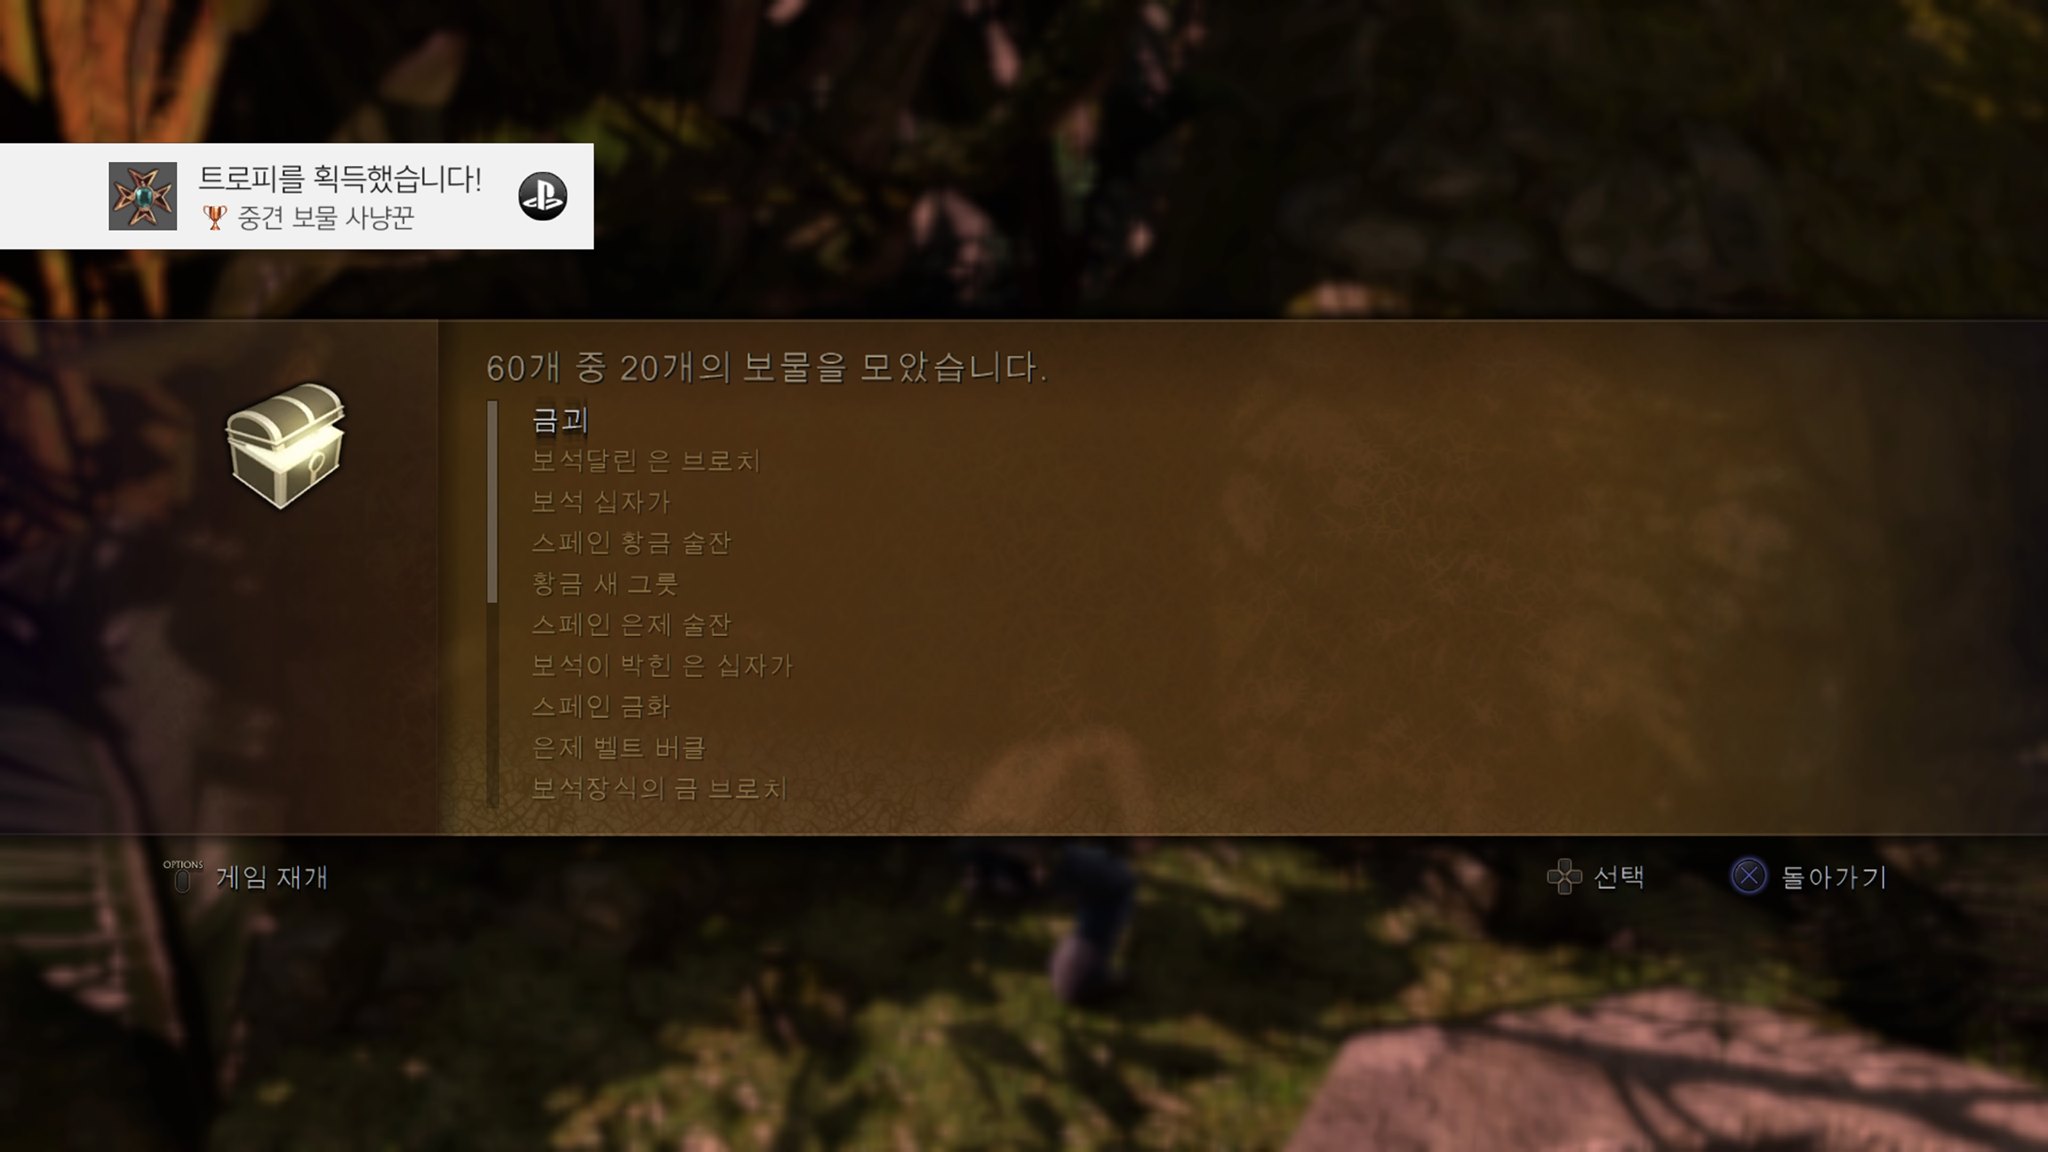 트로피를 획득했습니다!
중견 보물 사냥꾼
60개 중 20개의 보물을 모았습니다.
금괴
보석달린 은 브로치
보석 십자가
스페인 황금 술잔
황금 새 그릇
스페인 은제 술잔
보석이 박힌 은 십자가
스페인 금화
은제 벨트 버클
보석장식의 금 브로치
OPTIONS 게임 재개
선택
돌아가기